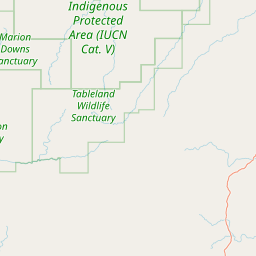 Indigenous
Protected
Area (IUCN
Cat. V)
Marion
Downs
Sanctuary
Tableland
Wildlife
Sanctuary